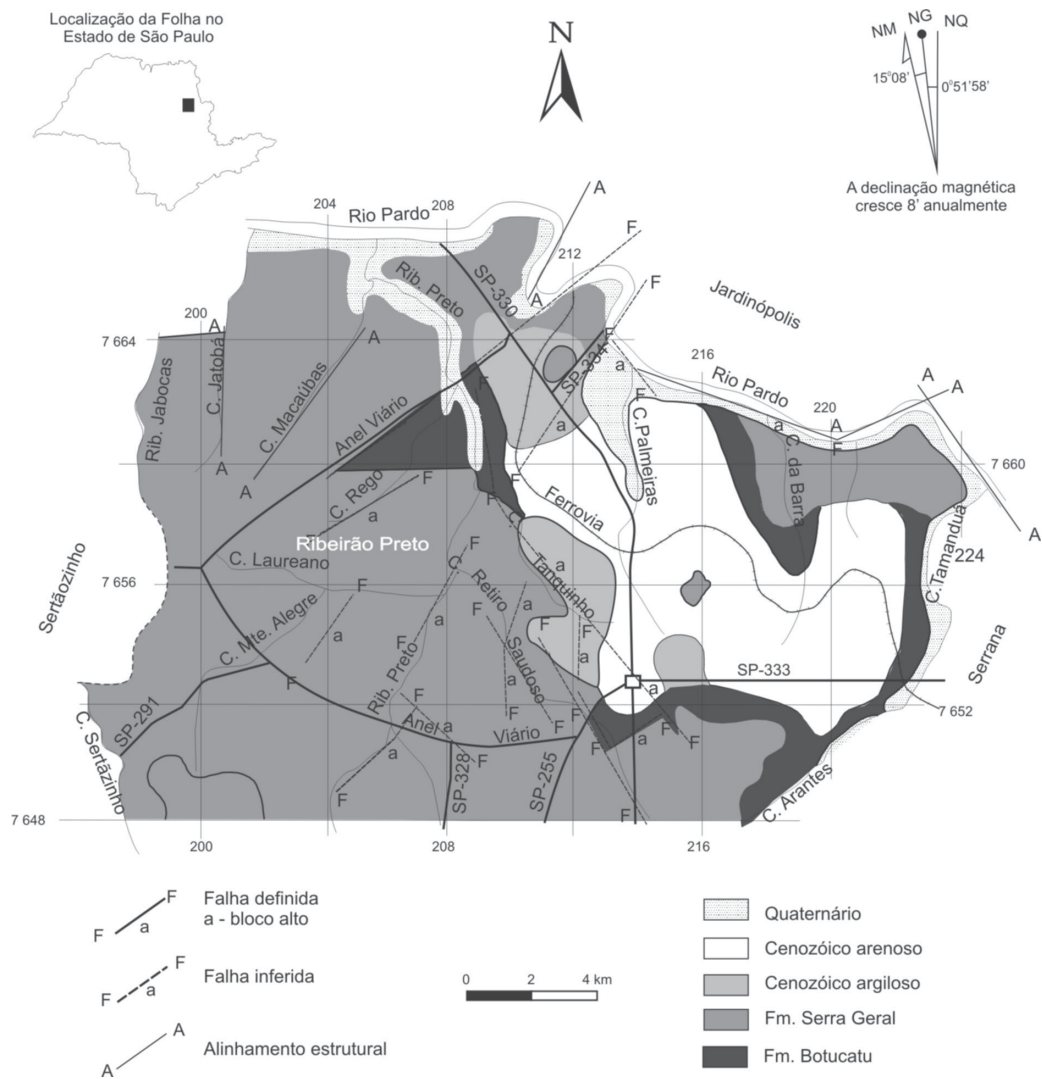 Localização da Folha no
Estado de São Paulo
N
NM
NG
NQ
15°08'
0°51'58'
A declinação magnética
cresce 8' anualmente
204
Rio Pardo
208
A
F
212
Rib. Preto
SP-330
A
F
Jardinópolis
200
A
A
F
7 664
SP-334
a
216
Rio Pardo
A
A
Rib. Jabocas
C. Jatobá
C. Macaúbas
Anel Viário
F
F
C.Palmeiras
a
a
220
A
F
C. da Barra
A
A
C. Rego
F
F
7 660
a
F
Ferrovia
A
Ribeirão Preto
C. Tamanduá
224
Sertãozinho
C. Laureano
F
C.
Retiro
Tanquinho
a
7 656
F
a
F
a
F
F
C. Mte. Alegre
a
a
F
Saudoso
a
Serrana
Rib. Preto
SP-333
F
a
SP-291
F
F
F
F
7 652
C. Sertãzinho
Anel
a
Viário
F
a
F
F
a
F
F
SP-328
SP-255
C. Arantes
F
7 648
200
208
216
F
F
a
Falha definida
a - bloco alto
F
F
a
Falha inferida
A
A
Alinhamento estrutural
0
2
4 km
Quaternário
Cenozóico arenoso
Cenozóico argiloso
Fm. Serra Geral
Fm. Botucatu